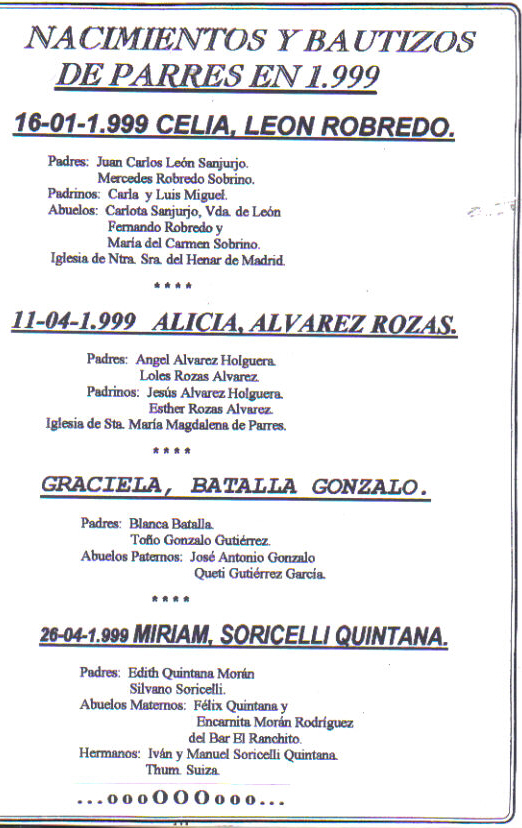 NACIMIENTOS Y BAUTIZOS
DE PARRES EN 1.999
16-01-1.999 CELIA, LEON ROBREDO.
Padres: Juan Carlos León Sanjurjo.
Mercedes Robredo Sobrino.
Padrinos: Carla y Luis Miguel.
Abuelos: Carlota Sanjurjo, Vda. de León
Fernando Robredo y
María del Carmen Sobrino.
Iglesia de Ntra. Sra. del Henar de Madrid.
****
11-04-1.999 ALICIA, ALVAREZ ROZAS.
Padres: Angel Alvarez Holguera.
Loles Rozas Alvarez.
Padrinos: Jesús Alvarez Holguera.
Esther Rozas Alvarez.
Iglesia de Sta. María Magdalena de Parres.
****
GRACIELA, BATALLA GONZALO.
Padres: Blanca Batalla.
Toño Gonzalo Gutiérrez.
Abuelos Paternos: José Antonio Gonzalo
Queti Gutiérrez García.
****
26-04-1.999 MIRIAM, SORICELLI QUINTANA.
Padres: Edith Quintana Morán
Silvano Soricelli.
Abuelos Maternos: Félix Quintana y
Encarnita Morán Rodríguez
del Bar El Ranchito.
Hermanos: Iván y Manuel Soricelli Quintana.
Thum. Suiza.
...oooOOOooo...